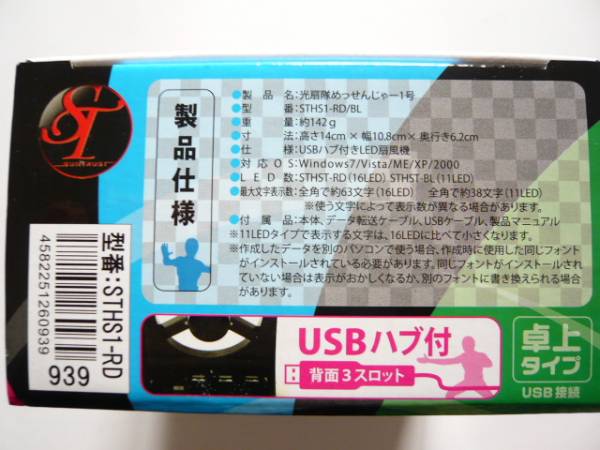 ST
SUNTRUST
製品仕様
●製品名:光扇隊めっせんじゃー1号
●型番:STHS1-RD/BL
●重量:約142g
●寸法:高さ14cm×幅10.8cm×奥行き6.2cm
●仕様:USBハブ付きLED扇風機
●対応OS:Windows7/Vista/ME/XP/2000
●LED数:STHST-RD(16LED) STHST-BL(11LED)
●最大文字表示数:全角で約63文字(16LED) 全角で約38文字(11LED)
※使う文字によって表示数が異なる場合があります。
●付属品:本体、データ転送ケーブル、USBケーブル、製品マニュアル
※11LEDタイプで表示する文字は、16LEDに比べて小さくなります。
※作成したデータを別のパソコンで使う場合、作成時に使用した同じフォント
がインストールされている必要があります。同じフォントがインストールされ
ていない場合は表示がおかしくなるか、別のフォントに書き換えられる場合
があります。
型番:STHS1-RD
4582251260939
939
USBハブ付
背面3スロット
卓上
タイプ
USB接続